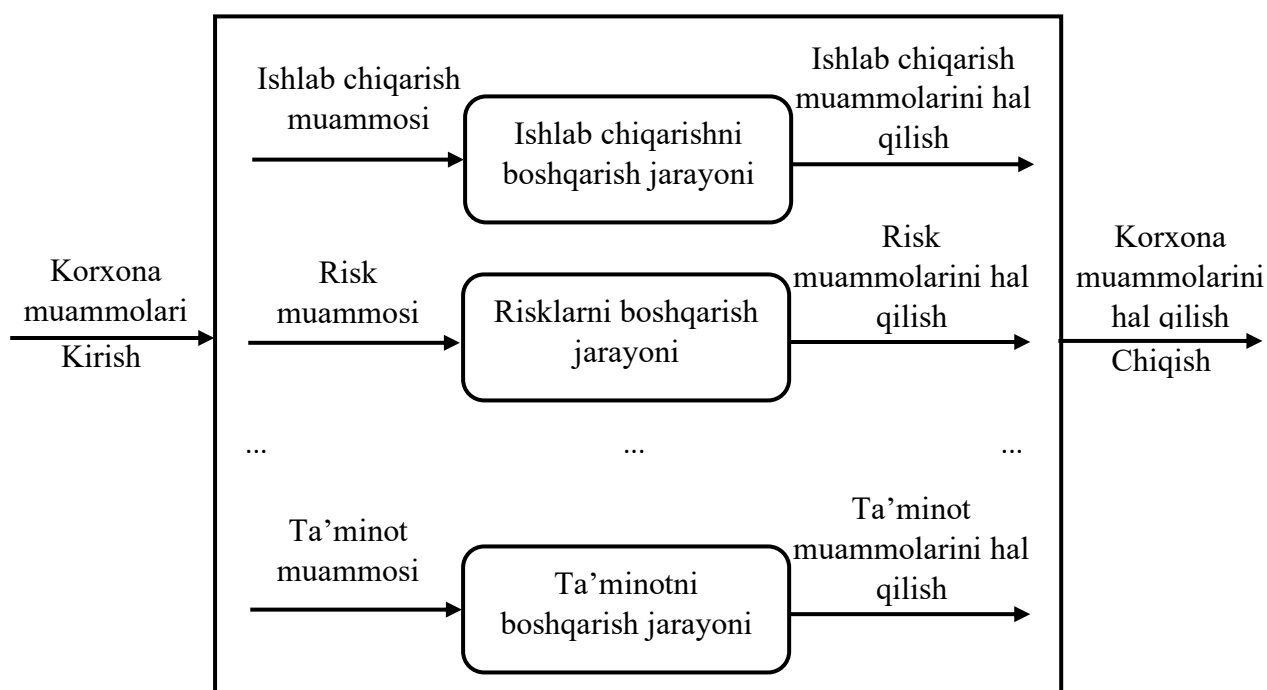 Korxona
muammolari
Kirish
Ishlab chiqarish
muammosi
Ishlab chiqarishni
boshqarish jarayoni
Ishlab chiqarish
muammolarini hal
qilish
Risk
muammosi
Risklarni boshqarish
jarayoni
Risk
muammolarini hal
qilish
...
...
...
Ta’minot
muammosi
Ta’minotni
boshqarish jarayoni
Ta’minot
muammolarini hal
qilish
Korxona
muammolarini
hal qilish
Chiqish